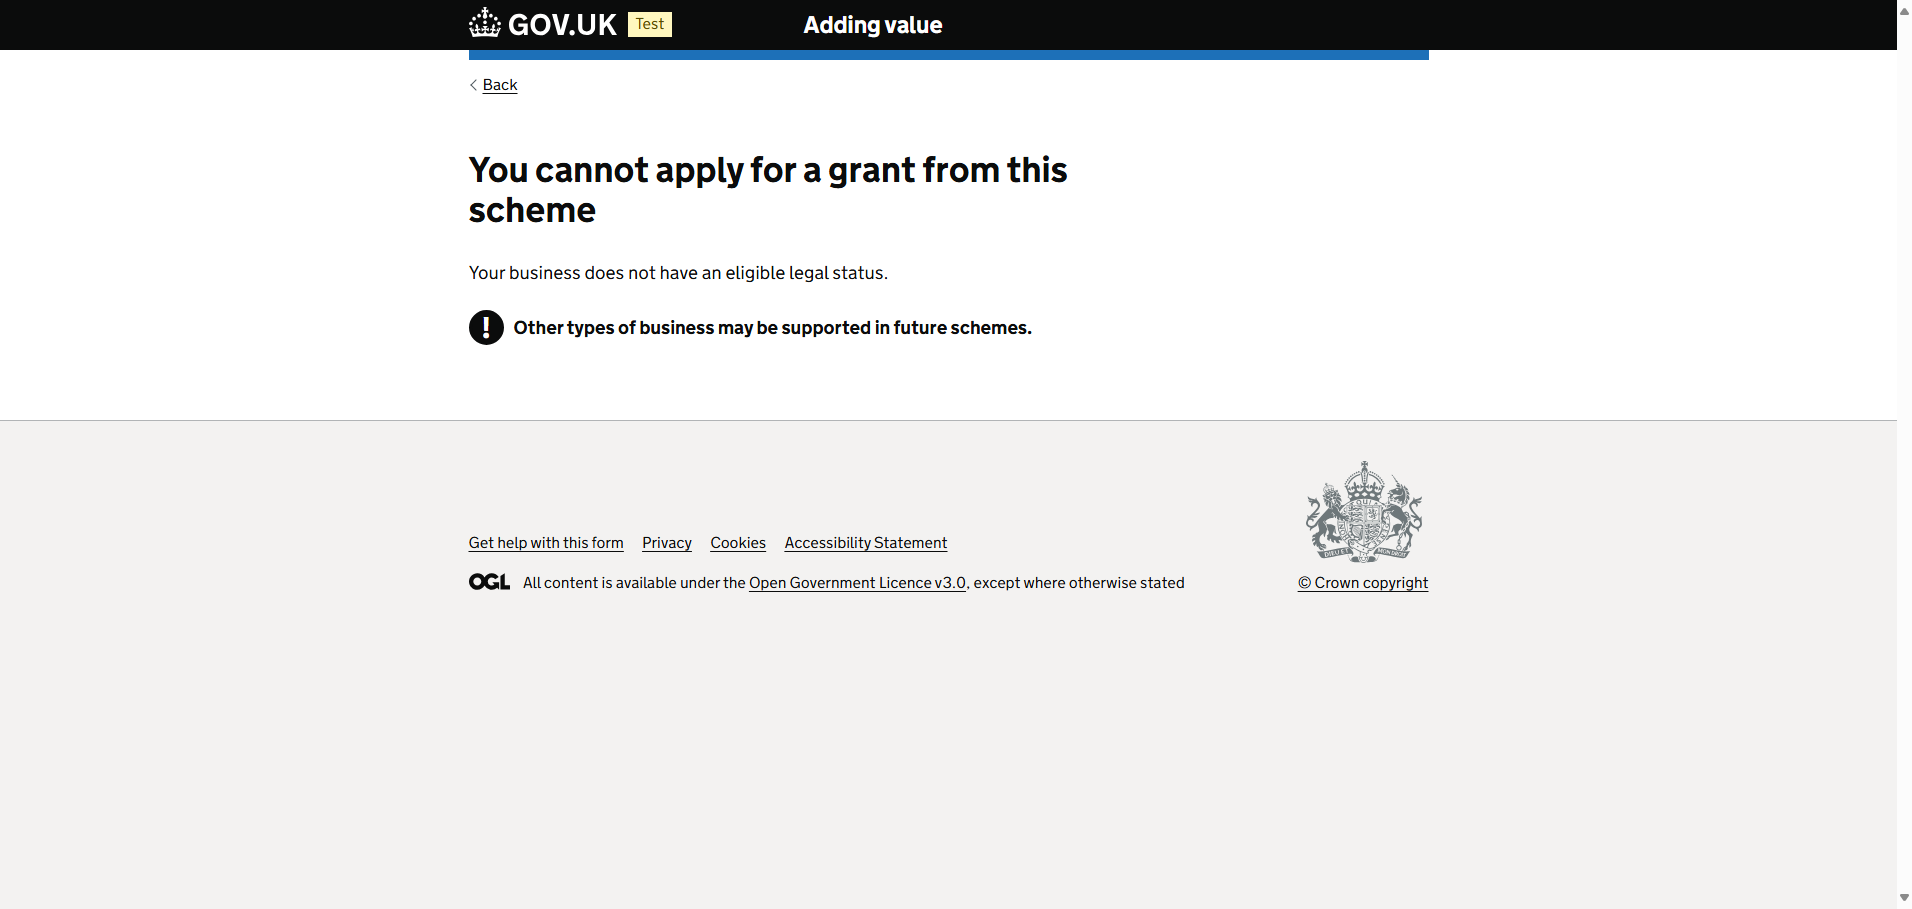 GOV.UK Test Adding value
Back
You cannot apply for a grant from this
scheme
Your business does not have an eligible legal status.
! Other types of business may be supported in future schemes.
Get help with this form Privacy Cookies Accessibility Statement
OGL All content is available under the Open Government Licence v3.0, except where otherwise stated
© Crown copyright